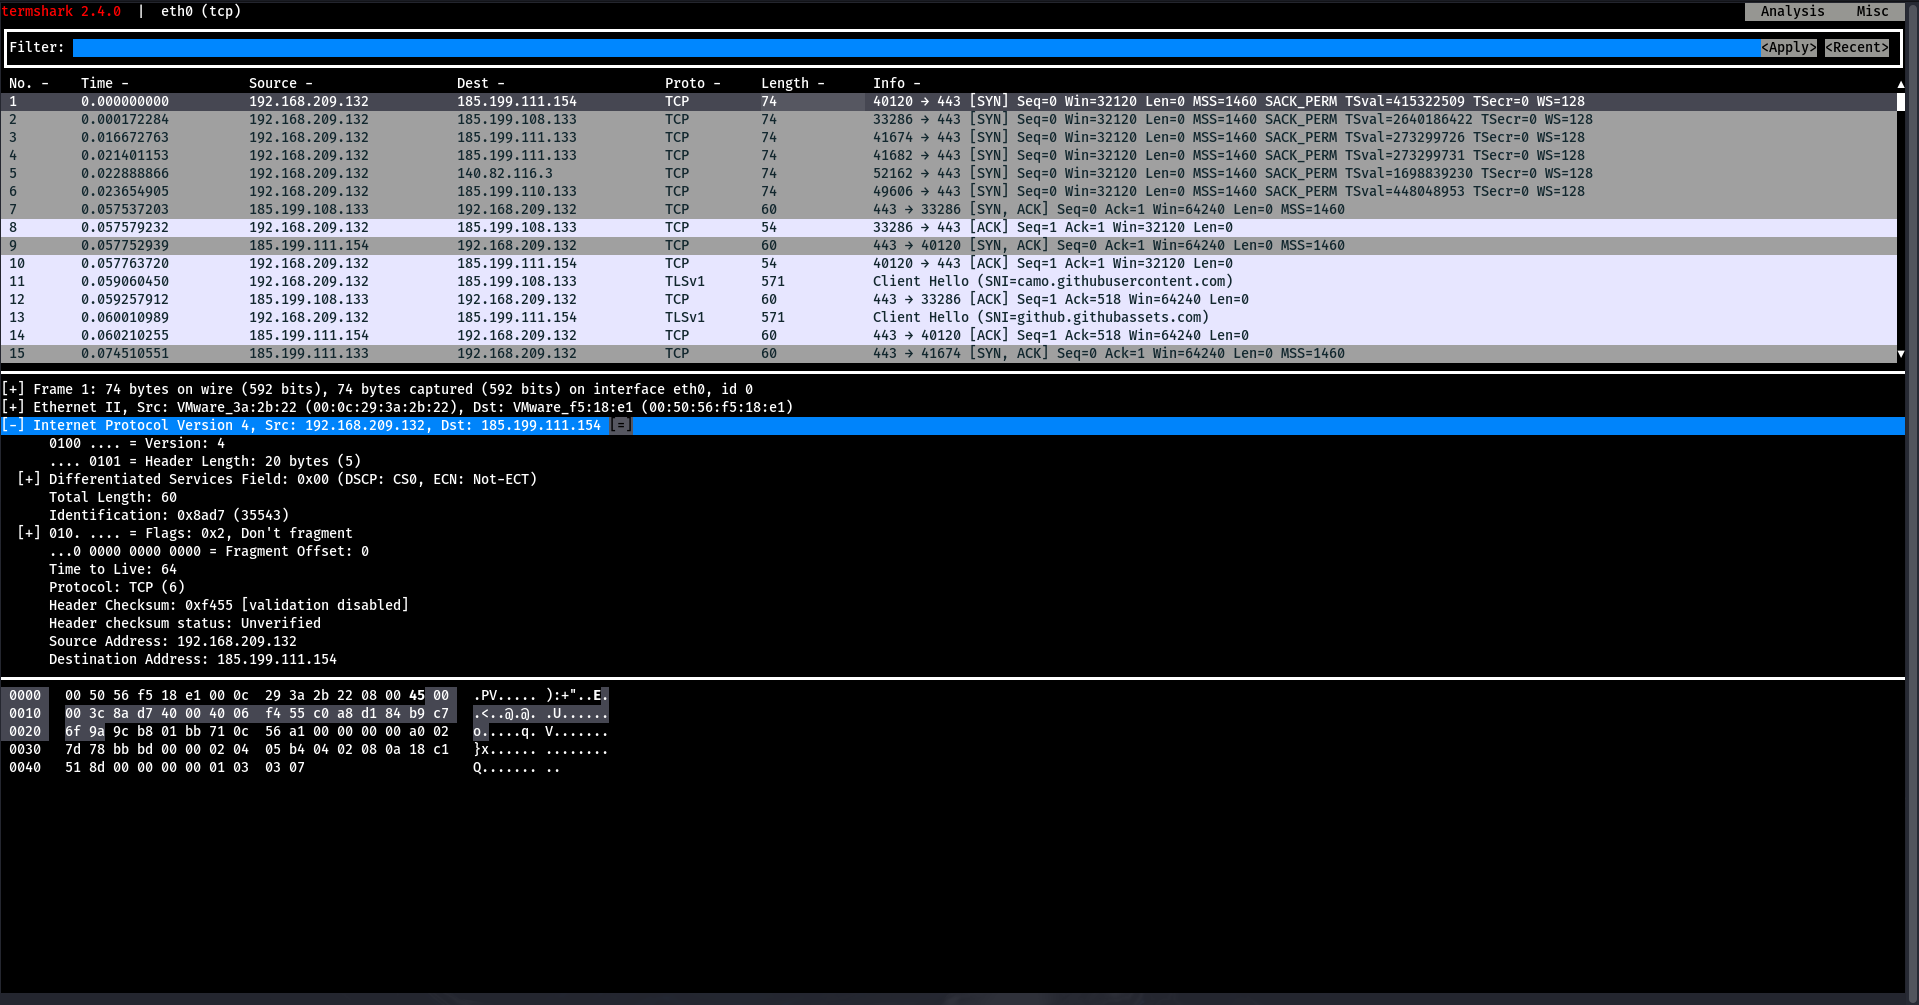 termshark 2.4.0 | eth0 (tcp) Analysis Misc
Filter: <Apply> <Recent>
No. - Time - Source - Dest - Proto - Length - Info -
1 0.000000000 192.168.209.132 185.199.111.154 TCP 74 40120 → 443 [SYN] Seq=0 Win=32120 Len=0 MSS=1460 SACK_PERM TSval=415322509 TSecr=0 WS=128
2 0.000172284 192.168.209.132 185.199.108.133 TCP 74 33286 → 443 [SYN] Seq=0 Win=32120 Len=0 MSS=1460 SACK_PERM TSval=2640186422 TSecr=0 WS=128
3 0.016672763 192.168.209.132 185.199.111.133 TCP 74 41674 → 443 [SYN] Seq=0 Win=32120 Len=0 MSS=1460 SACK_PERM TSval=273299726 TSecr=0 WS=128
4 0.021401153 192.168.209.132 185.199.111.133 TCP 74 41682 → 443 [SYN] Seq=0 Win=32120 Len=0 MSS=1460 SACK_PERM TSval=273299731 TSecr=0 WS=128
5 0.022888866 192.168.209.132 140.82.116.3 TCP 74 52162 → 443 [SYN] Seq=0 Win=32120 Len=0 MSS=1460 SACK_PERM TSval=1698839230 TSecr=0 WS=128
6 0.023654905 192.168.209.132 185.199.110.133 TCP 74 49606 → 443 [SYN] Seq=0 Win=32120 Len=0 MSS=1460 SACK_PERM TSval=448048953 TSecr=0 WS=128
7 0.057537203 185.199.108.133 192.168.209.132 TCP 60 443 → 33286 [SYN, ACK] Seq=0 Ack=1 Win=64240 Len=0 MSS=1460
8 0.057579232 192.168.209.132 185.199.108.133 TCP 54 33286 → 443 [ACK] Seq=1 Ack=1 Win=32120 Len=0
9 0.057752939 185.199.111.154 192.168.209.132 TCP 60 443 → 40120 [SYN, ACK] Seq=0 Ack=1 Win=64240 Len=0 MSS=1460
10 0.057763720 192.168.209.132 185.199.111.154 TCP 54 40120 → 443 [ACK] Seq=1 Ack=1 Win=32120 Len=0
11 0.059060450 192.168.209.132 185.199.108.133 TLSv1 571 Client Hello (SNI=camo.githubusercontent.com)
12 0.059257912 185.199.108.133 192.168.209.132 TCP 60 443 → 33286 [ACK] Seq=1 Ack=518 Win=64240 Len=0
13 0.060010989 192.168.209.132 185.199.111.154 TLSv1 571 Client Hello (SNI=github.githubassets.com)
14 0.060210255 185.199.111.154 192.168.209.132 TCP 60 443 → 40120 [ACK] Seq=1 Ack=518 Win=64240 Len=0
15 0.074510551 185.199.111.133 192.168.209.132 TCP 60 443 → 41674 [SYN, ACK] Seq=0 Ack=1 Win=64240 Len=0 MSS=1460
[+] Frame 1: 74 bytes on wire (592 bits), 74 bytes captured (592 bits) on interface eth0, id 0
[+] Ethernet II, Src: VMware_3a:2b:22 (00:0c:29:3a:2b:22), Dst: VMware_f5:18:e1 (00:50:56:f5:18:e1)
[-] Internet Protocol Version 4, Src: 192.168.209.132, Dst: 185.199.111.154 [=]
0100 .... = Version: 4
.... 0101 = Header Length: 20 bytes (5)
[+] Differentiated Services Field: 0x00 (DSCP: CS0, ECN: Not-ECT)
Total Length: 60
Identification: 0x8ad7 (35543)
[+] 010. .... = Flags: 0x2, Don't fragment
...0 0000 0000 0000 = Fragment Offset: 0
Time to Live: 64
Protocol: TCP (6)
Header Checksum: 0xf455 [validation disabled]
Header checksum status: Unverified
Source Address: 192.168.209.132
Destination Address: 185.199.111.154
0000 00 50 56 f5 18 e1 00 0c 29 3a 2b 22 08 00 45 00 .PV..... ):+"..E.
0010 00 3c 8a d7 40 00 40 06 f4 55 c0 a8 d1 84 b9 c7 .<..@.@. .U......
0020 6f 9a 9c b8 01 bb 71 0c 56 a1 00 00 00 00 a0 02 o.....q. V.......
0030 7d 78 bb bd 00 00 02 04 05 b4 04 02 08 0a 18 c1 }x...... ........
0040 51 8d 00 00 00 00 01 03 03 07 Q....... ..